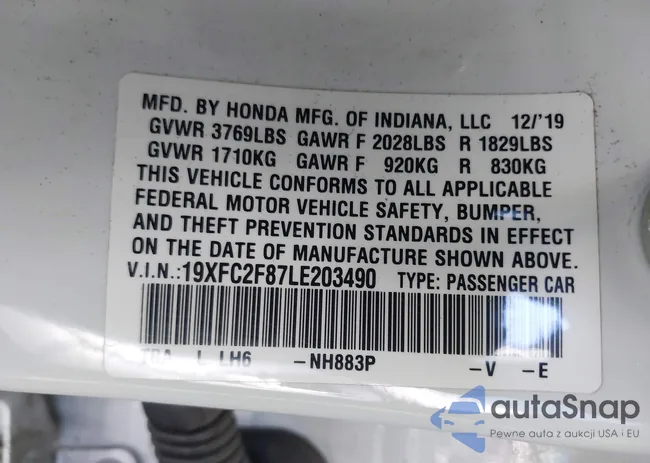 MFD. BY HONDA MFG. OF INDIANA, LLC 12/'19
GVWR 3769LBS GAWR F 2028LBS R 1829LBS
GVWR 1710KG GAWR F 920KG R 830KG
THIS VEHICLE CONFORMS TO ALL APPLICABLE
FEDERAL MOTOR VEHICLE SAFETY, BUMPER,
AND THEFT PREVENTION STANDARDS IN EFFECT
ON THE DATE OF MANUFACTURE SHOWN ABOVE.
V.I.N.:19XFC2F87LE203490 TYPE: PASSENGER CAR
L LH6 -NH883P -V -E
autaSnap
Pewne auta z aukcji USA i EU